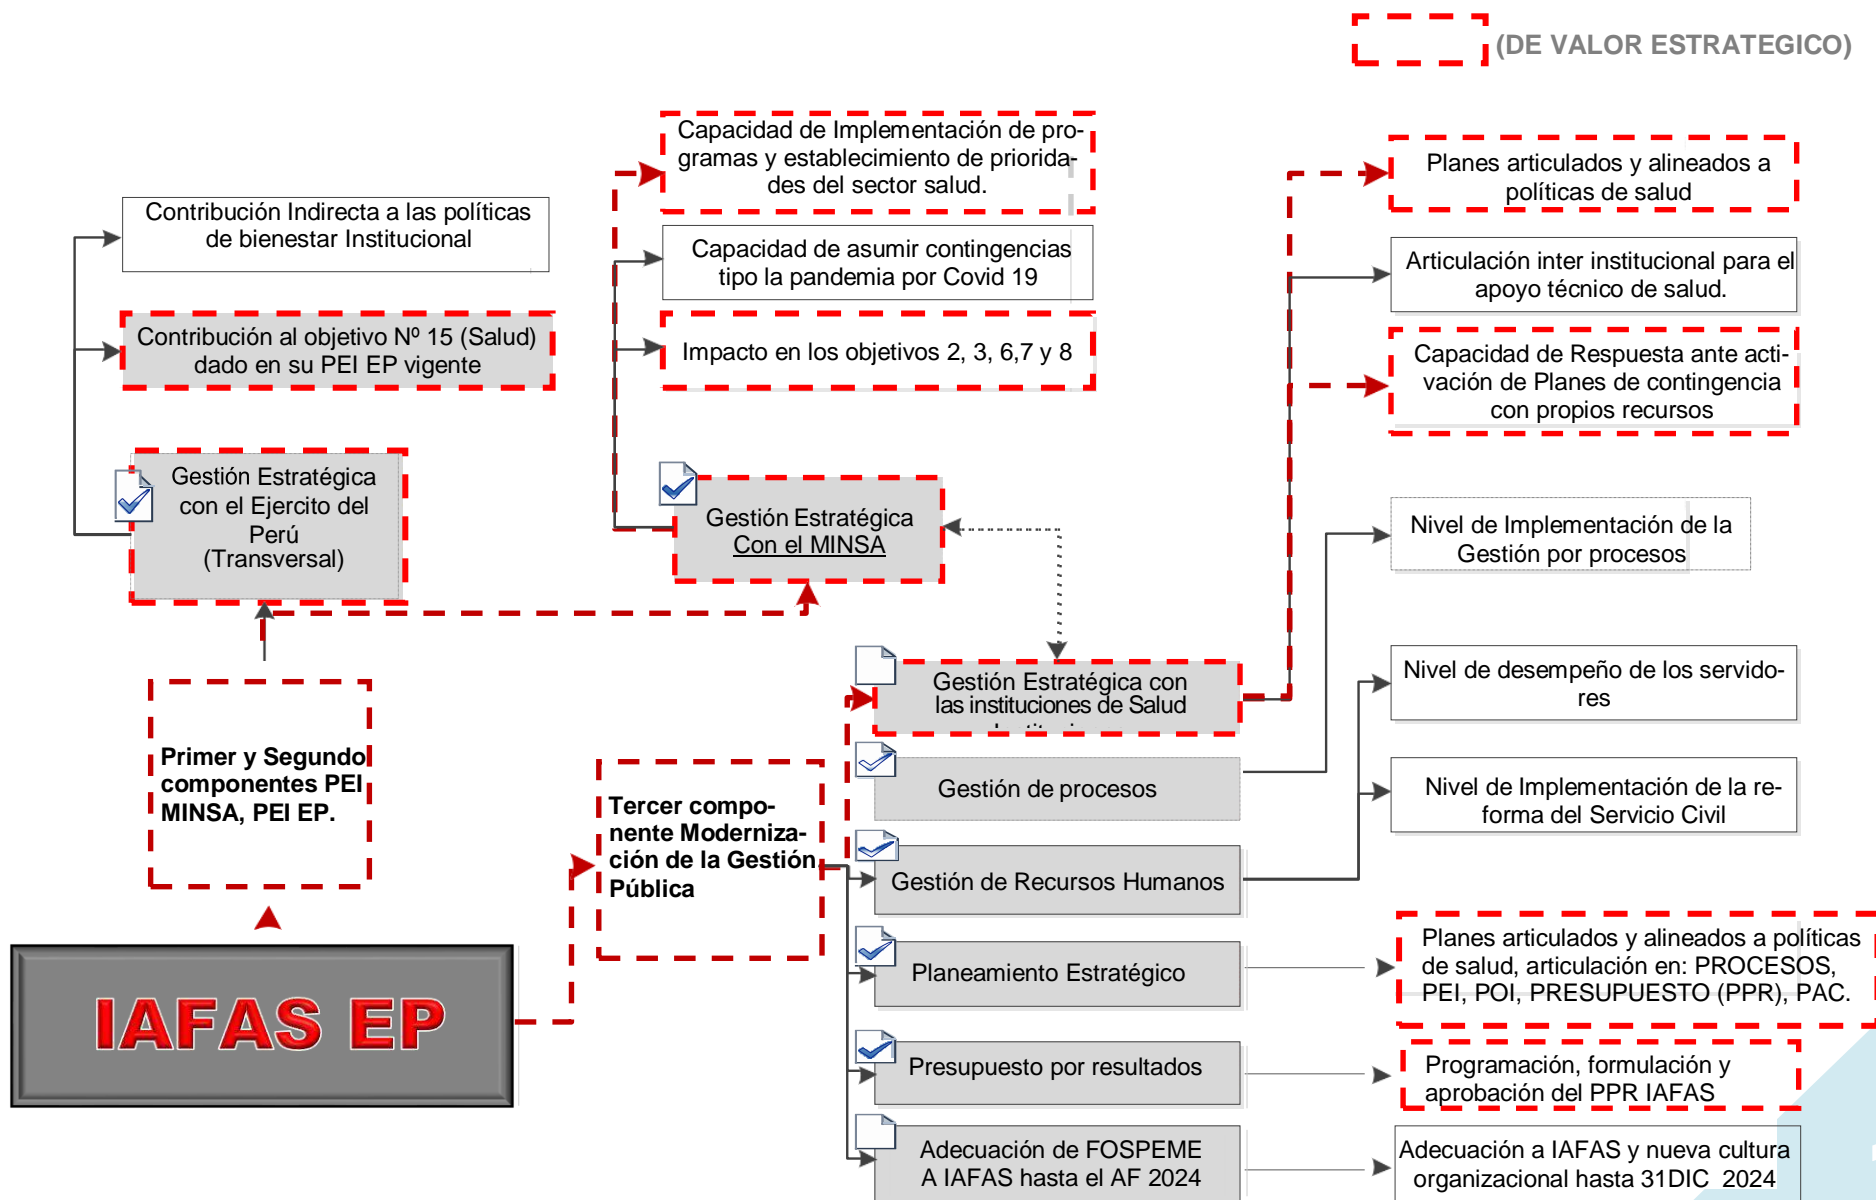 (DE VALOR ESTRATEGICO)
Capacidad de Implementación de pro-
gramas y establecimiento de priorida-
des del sector salud.
Planes articulados y alineados a
políticas de salud
Contribución Indirecta a las políticas
de bienestar Institucional
Capacidad de asumir contingencias
tipo la pandemia por Covid 19
Articulación inter institucional para el
apoyo técnico de salud.
Contribución al objetivo Nº 15 (Salud)
dado en su PEI EP vigente
Impacto en los objetivos 2, 3, 6,7 y 8
Capacidad de Respuesta ante acti-
vación de Planes de contingencia
con propios recursos
Gestión Estratégica
con el Ejercito del
Perú
(Transversal)
Gestión Estratégica
Con el MINSA
Nivel de Implementación de la
Gestión por procesos
Gestión Estratégica con
las instituciones de Salud
Nivel de desempeño de los servido-
res
Primer y Segundo
componentes PEI
MINSA, PEI EP.
Tercer compo-
nente Moderniza-
ción de la Gestión
Pública
Gestión de procesos
Nivel de Implementación de la re-
forma del Servicio Civil
Gestión de Recursos Humanos
Planeamiento Estratégico
Planes articulados y alineados a políticas
de salud, articulación en: PROCESOS,
PEI, POI, PRESUPUESTO (PPR), PAC.
IAFAS EP
Presupuesto por resultados
Programación, formulación y
aprobación del PPR IAFAS
Adecuación de FOSPEME
A IAFAS hasta el AF 2024
Adecuación a IAFAS y nueva cultura
organizacional hasta 31DIC 2024